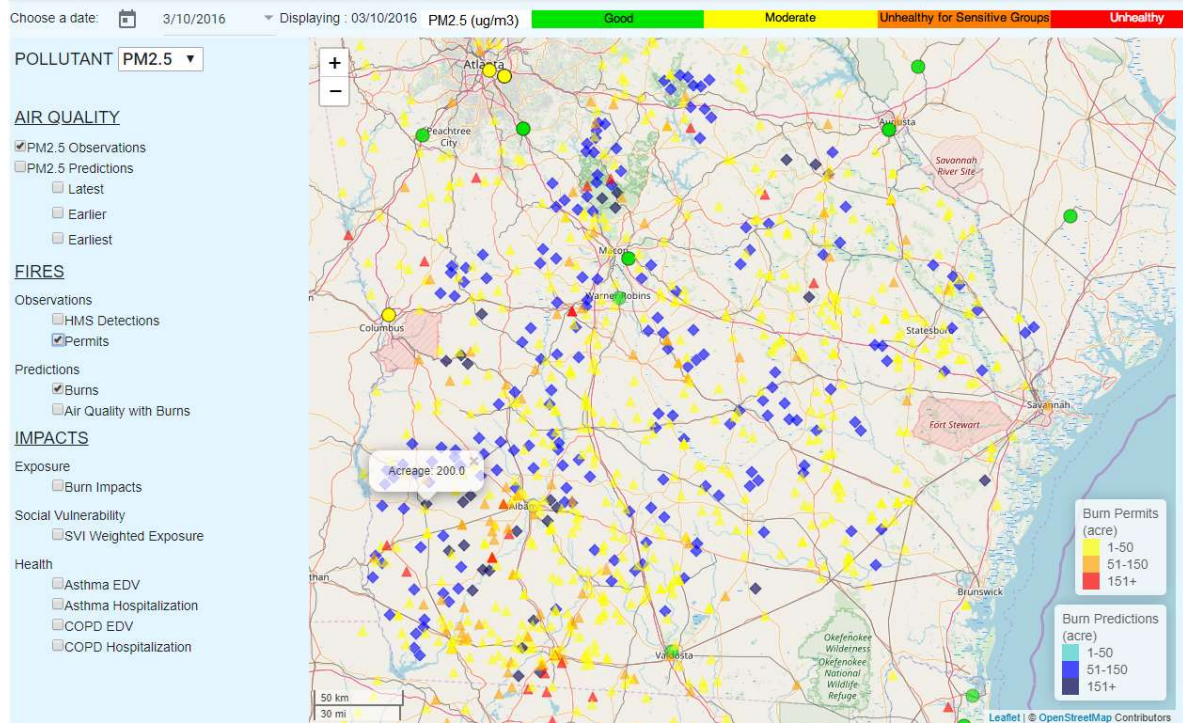 Choose a date: 3/10/2016 Displaying : 03/10/2016 PM2.5 (ug/m3) Good Moderate Unhealthy for Sensitive Groups Unhealthy
POLLUTANT PM2.5
AIR QUALITY
PM2.5 Observations
PM2.5 Predictions
Latest
Earlier
Earliest
FIRES
Observations
HMS Detections
Permits
Predictions
Burns
Air Quality with Burns
IMPACTS
Exposure
Burn Impacts
Social Vulnerability
SVI Weighted Exposure
Health
Asthma EDV
Asthma Hospitalization
COPD EDV
COPD Hospitalization
+
−
Atlanta
Peachtree
City
Augusta
Savannah
River Site
Macon
Warner Robins
Columbus
Statesboro
Savannah
Fort Stewart
Acreage: 200.0
×
Alban
than
Brunswick
Valdosta
Okefenokee
Wilderness
Okefenokee
National
Wildlife
Refuge
Burn Permits
(acre)
1-50
51-150
151+
Burn Predictions
(acre)
1-50
51-150
151+
50 km
30 mi
Leaflet | © OpenStreetMap Contributors